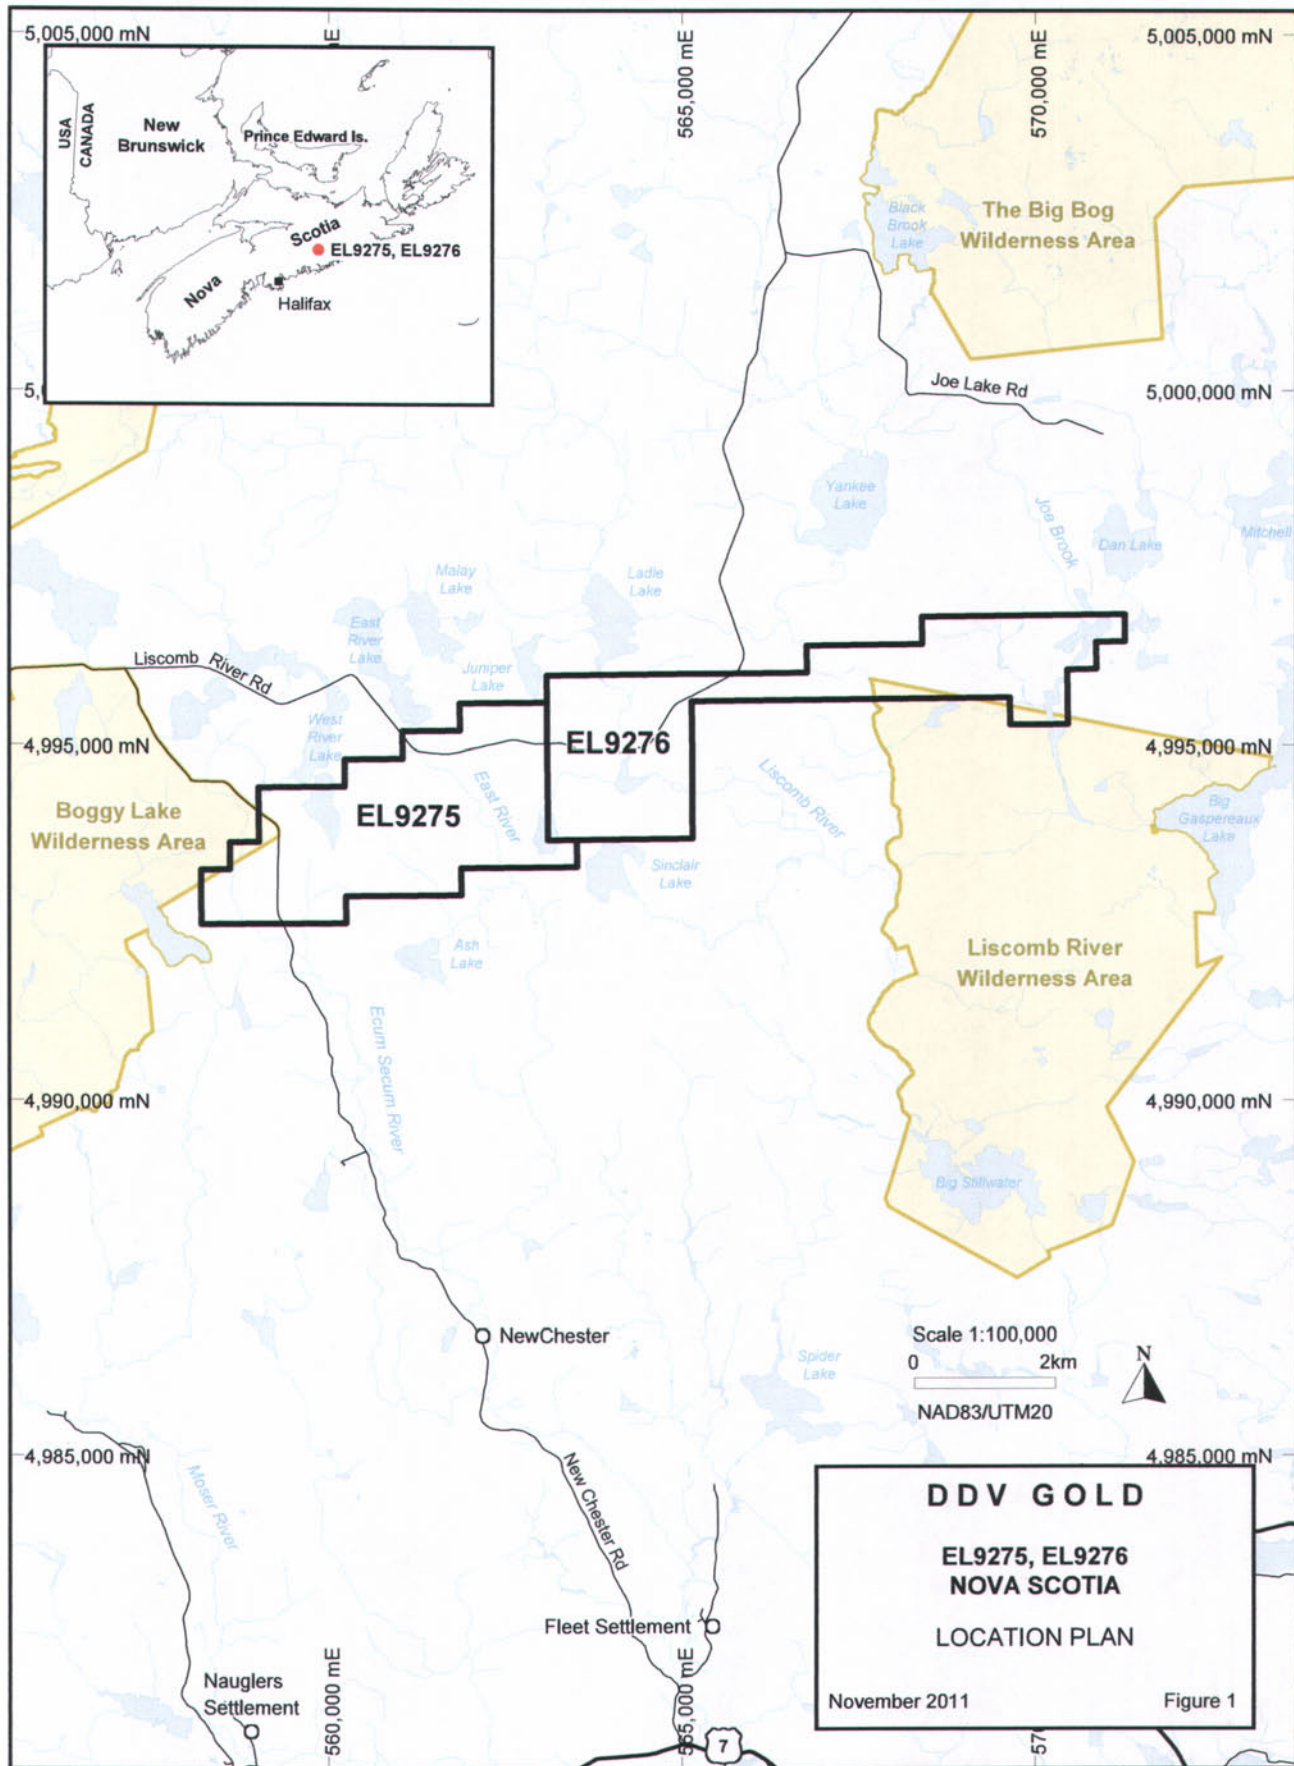 5,005,000 mN
E
565,000 mE
570,000 mE
5,005,000 mN
USA
CANADA
New
Brunswick
Prince Edward Is.
Nova
Scotia
EL9275, EL9276
Halifax
Black
Brook
Lake
The Big Bog
Wilderness Area
5,0
Joe Lake Rd
5,000,000 mN
Yankee
Lake
Joe Brook
Dan Lake
Mitchell
Malay
Lake
Ladle
Lake
East
River
Lake
Liscomb River Rd
Juniper
Lake
West
River
Lake
4,995,000 mN
EL9276
4,995,000 mN
EL9275
East River
Liscomb River
Boggy Lake
Wilderness Area
Big
Gaspereaux
Lake
Sinclair
Lake
Ash
Lake
Liscomb River
Wilderness Area
Ecum Secum River
4,990,000 mN
4,990,000 mN
Big Stillwater
NewChester
Scale 1:100,000
0 2km
N
NAD83/UTM20
Spider
Lake
4,985,000 mN
4,985,000 mN
Moser River
New Chester Rd
DDV GOLD
EL9275, EL9276
NOVA SCOTIA
LOCATION PLAN
November 2011 Figure 1
Fleet Settlement
Nauglers
Settlement
560,000 mE
565,000 mE
7
57